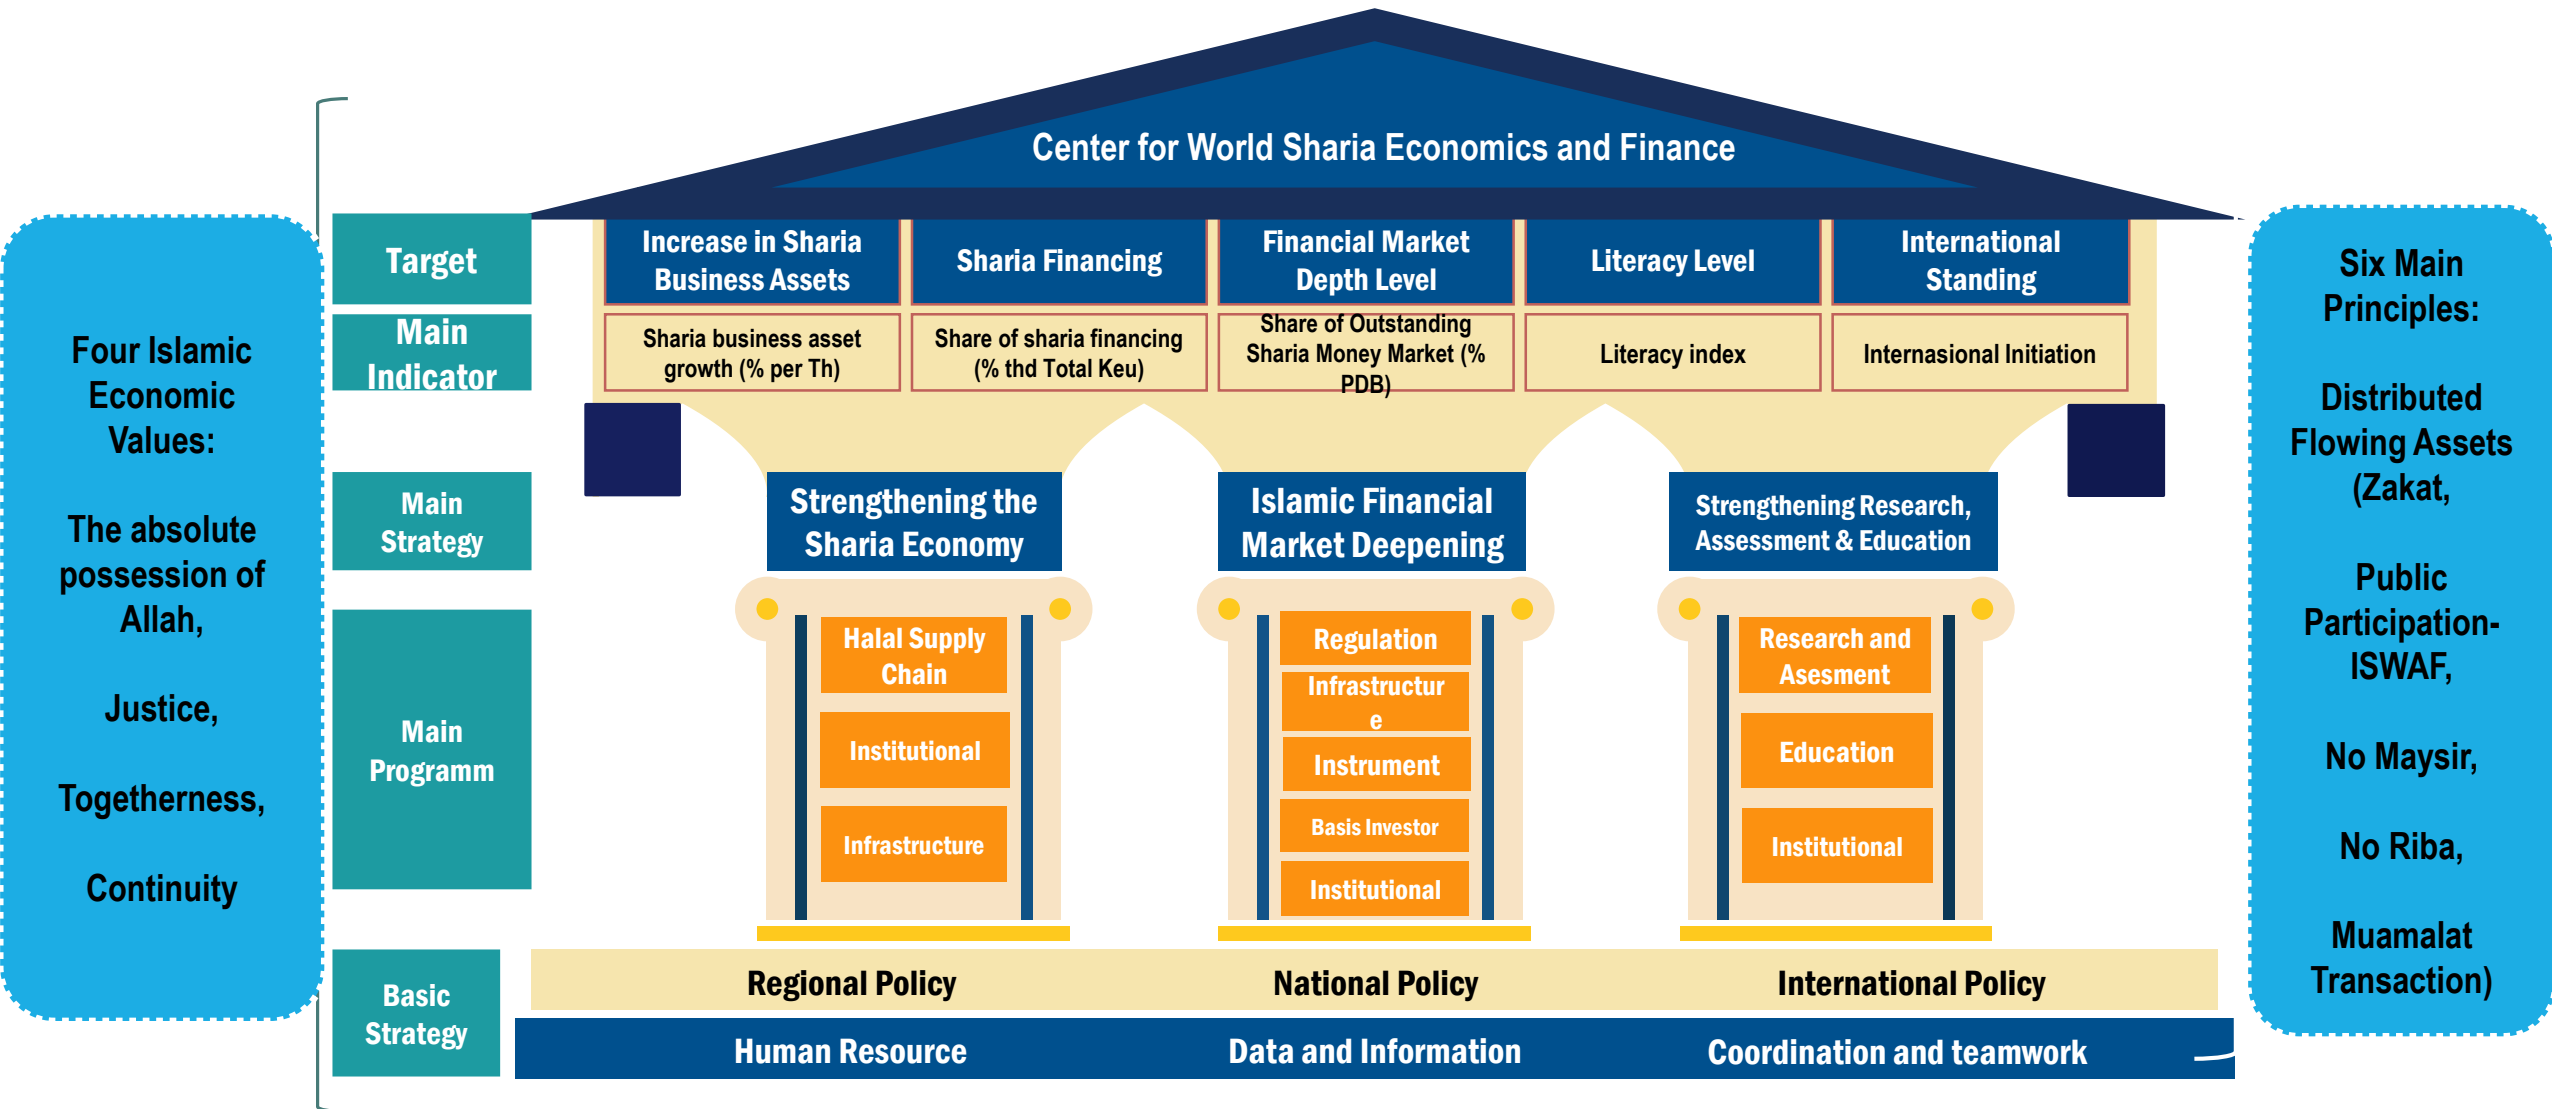 Center for World Sharia Economics and Finance
Four Islamic
Economic
Values:
The absolute
possession of
Allah,
Justice,
Togetherness,
Continuity
Target
Increase in Sharia
Business Assets
Sharia Financing
Financial Market
Depth Level
Literacy Level
International
Standing
Main
Indicator
Sharia business asset
growth (% per Th)
Share of sharia financing
(% thd Total Keu)
Share of Outstanding
Sharia Money Market (%
PDB)
Literacy index
Internasional Initiation
Main
Strategy
Strengthening the
Sharia Economy
Islamic Financial
Market Deepening
Strengthening Research,
Assessment & Education
Main
Programm
Halal Supply
Chain
Institutional
Infrastructure
Regulation
Infrastructur
e
Instrument
Basis Investor
Institutional
Research and
Asesment
Education
Institutional
Basic
Strategy
Regional Policy
National Policy
International Policy
Human Resource
Data and Information
Coordination and teamwork
Six Main
Principles:
Distributed
Flowing Assets
(Zakat,
Public
Participation-
ISWAF,
No Maysir,
No Riba,
Muamalat
Transaction)